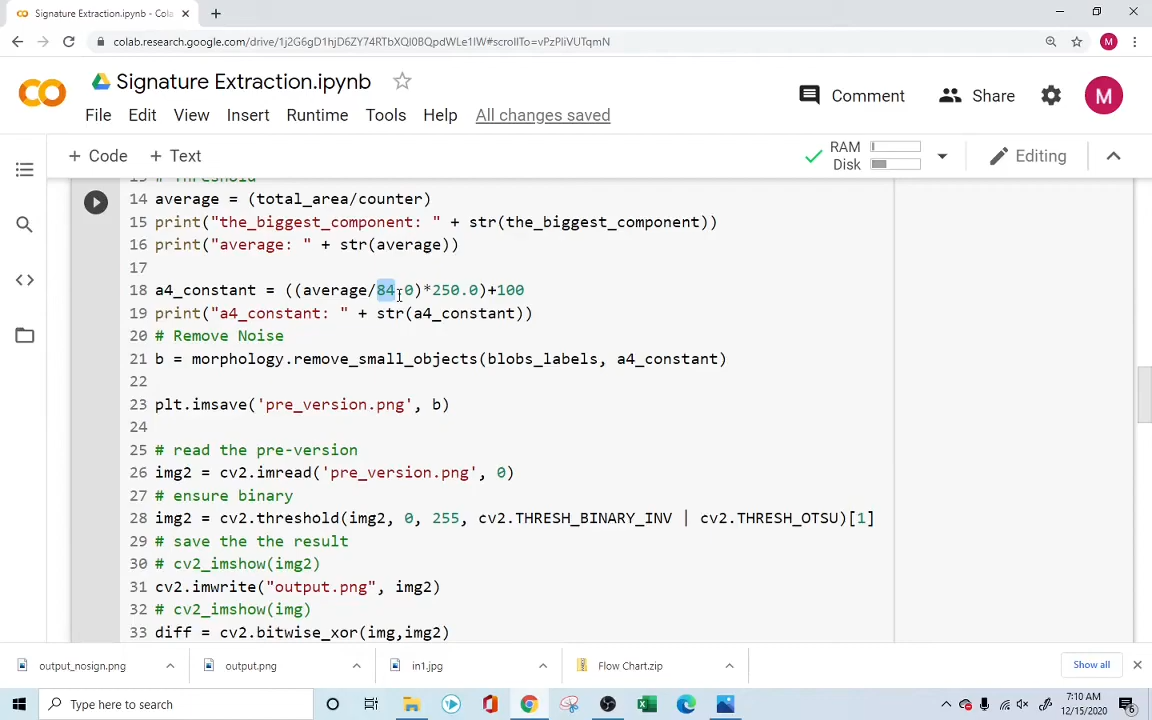 Signature Extraction.ipynb - Cola
colab.research.google.com/drive/1j2G6gD1hjD6ZY74RTbXQl0BQpdWLe1IW#scrollTo=vPzPliVUTqmN
M
Signature Extraction.ipynb
Comment
Share
M
File Edit View Insert Runtime Tools Help All changes saved
+ Code + Text
RAM
Disk
Editing
13 # Threshold
14 average = (total_area/counter)
15 print("the_biggest_component: " + str(the_biggest_component))
16 print("average: " + str(average))
17
18 a4_constant = ((average/84.0)*250.0)+100
19 print("a4_constant: " + str(a4_constant))
20 # Remove Noise
21 b = morphology.remove_small_objects(blobs_labels, a4_constant)
22
23 plt.imsave('pre_version.png', b)
24
25 # read the pre-version
26 img2 = cv2.imread('pre_version.png', 0)
27 # ensure binary
28 img2 = cv2.threshold(img2, 0, 255, cv2.THRESH_BINARY_INV | cv2.THRESH_OTSU)[1]
29 # save the the result
30 # cv2_imshow(img2)
31 cv2.imwrite("output.png", img2)
32 # cv2_imshow(img)
33 diff = cv2.bitwise_xor(img,img2)
output_nosign.png
output.png
in1.jpg
Flow Chart.zip
Show all
Type here to search
7:10 AM
12/15/2020
6